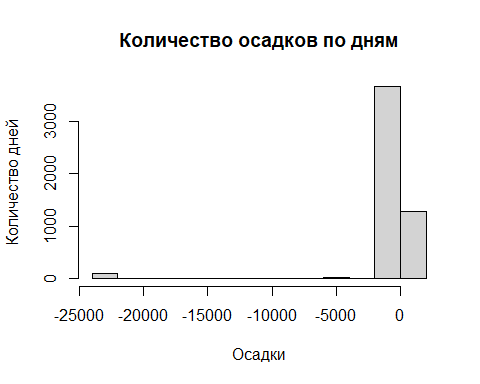 Количество осадков по дням
Количество дней
3000
2000
1000
0
-25000 -20000 -15000 -10000 -5000 0
Осадки